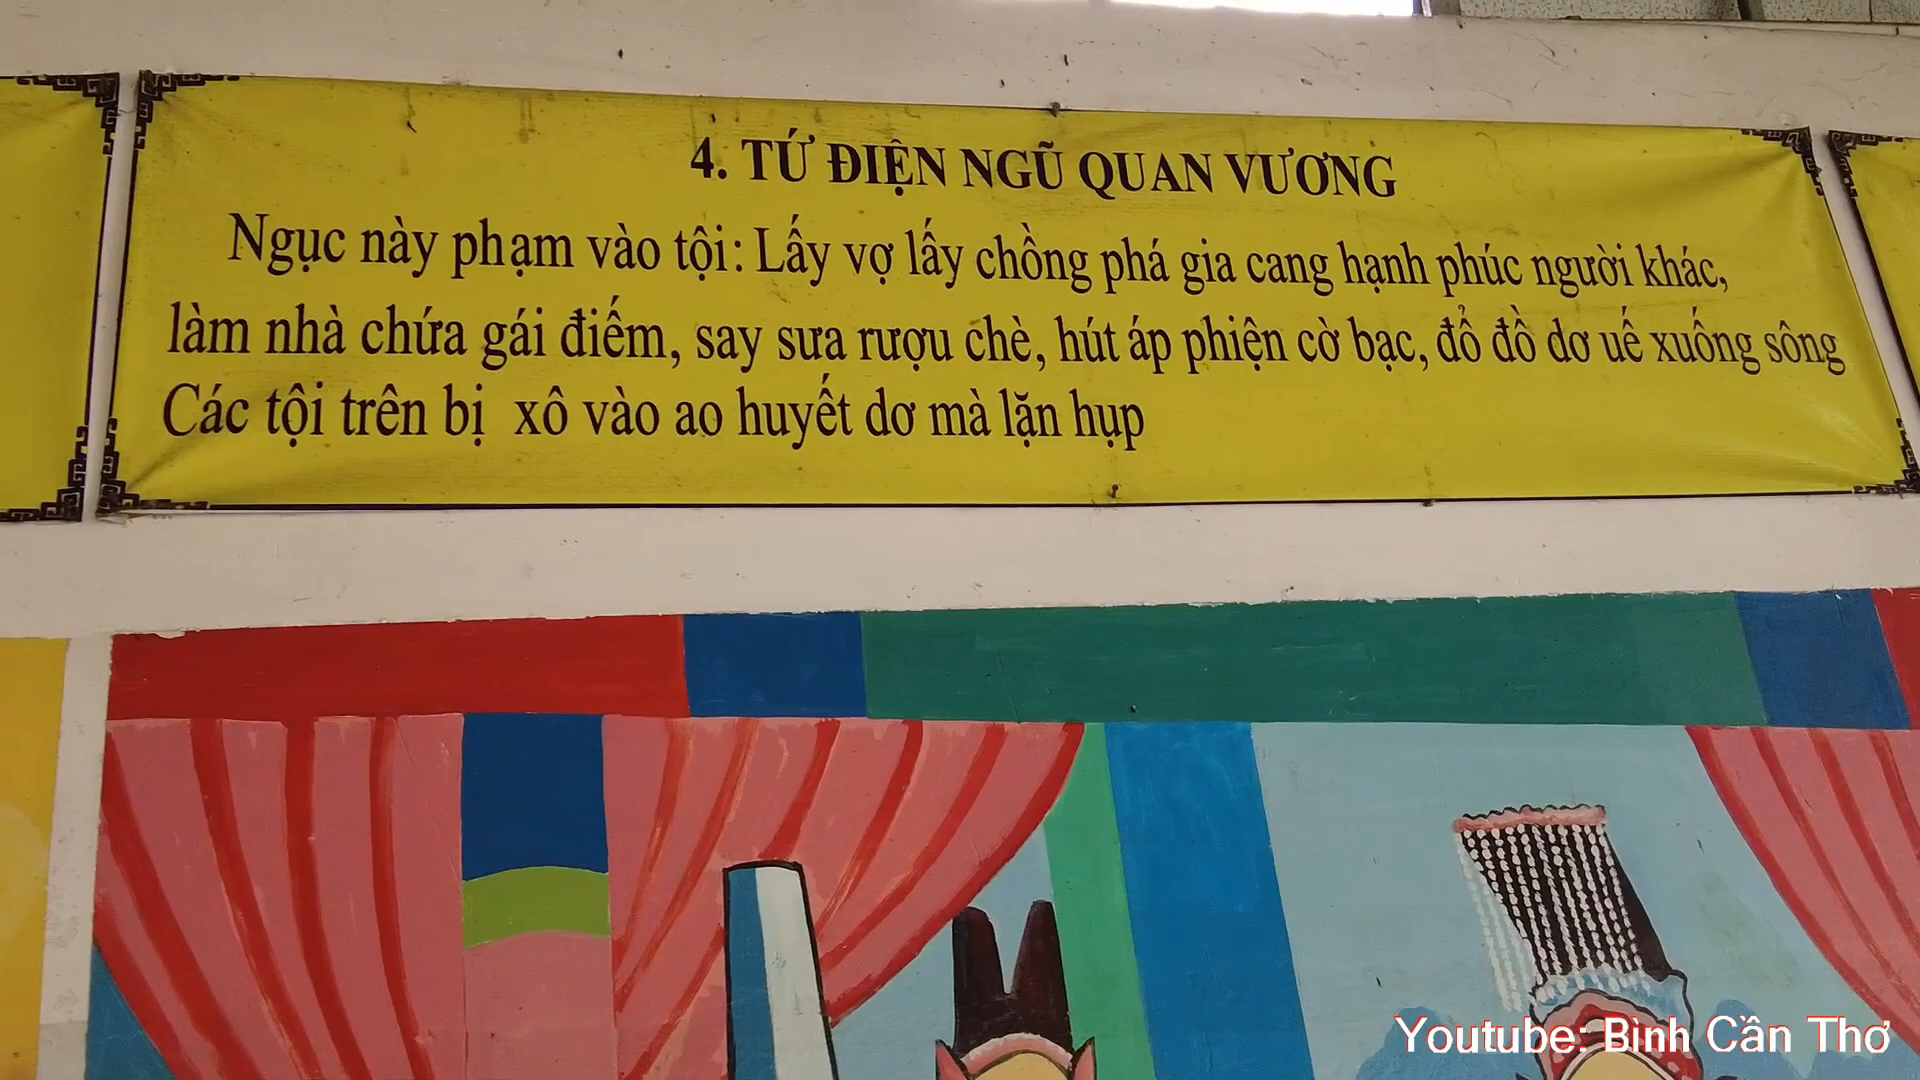 4. TỨ ĐIỆN NGŨ QUAN VƯƠNG
Ngục này phạm vào tội: Lấy vợ lấy chồng phá gia cang hạnh phúc người khác,
làm nhà chứa gái điếm, say sưa rượu chè, hút áp phiện cờ bạc, đổ đồ dơ uế xuống sông
Các tội trên bị xô vào ao huyết dơ mà lặn hụp
Youtube: Bình Cần Thơ